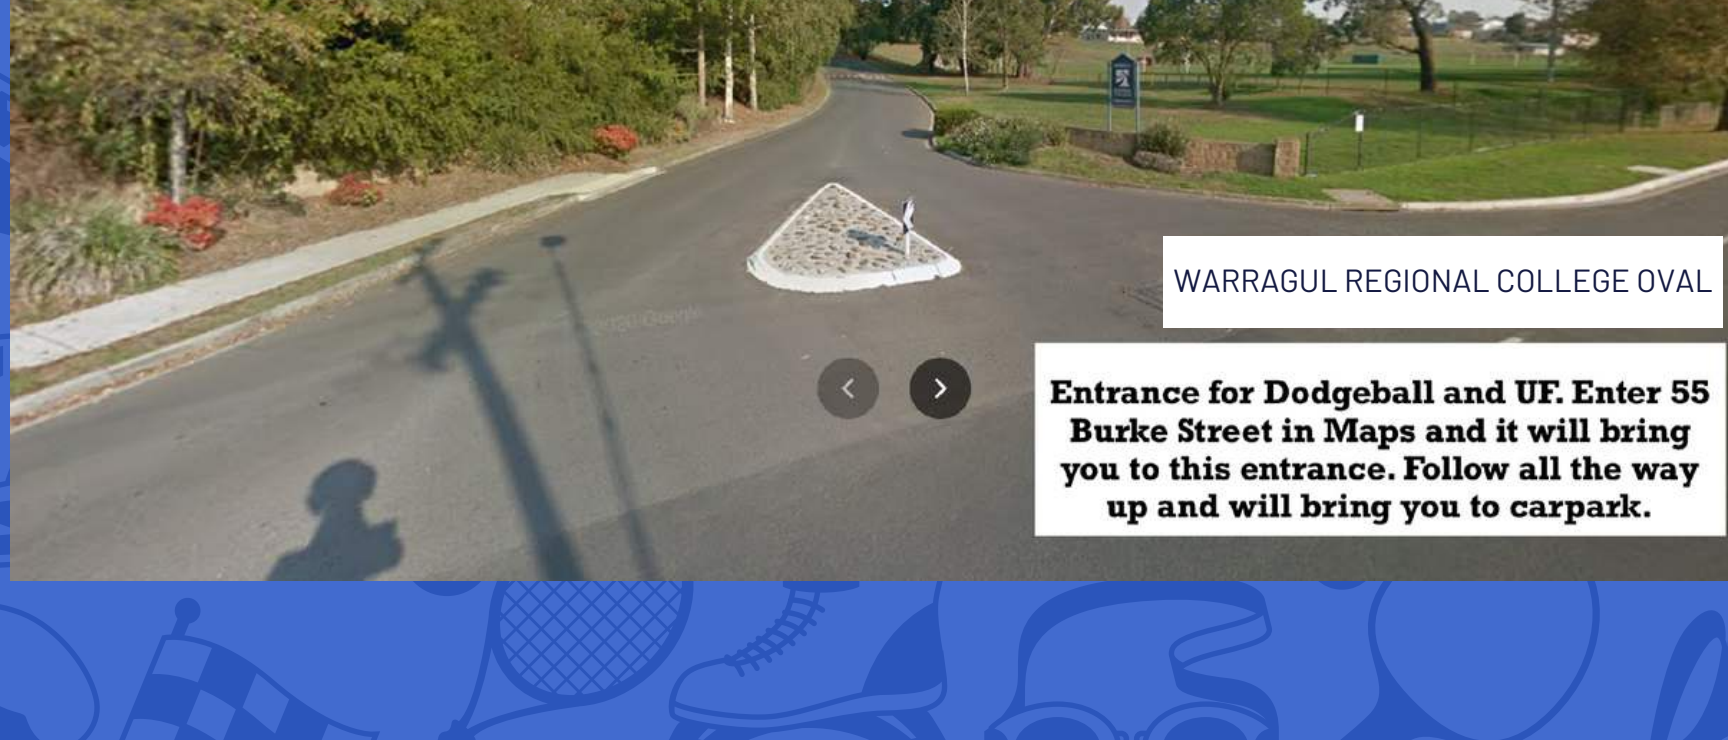 WARRAGUL REGIONAL COLLEGE OVAL
Entrance for Dodgeball and UF. Enter 55
Burke Street in Maps and it will bring
you to this entrance. Follow all the way
up and will bring you to carpark.